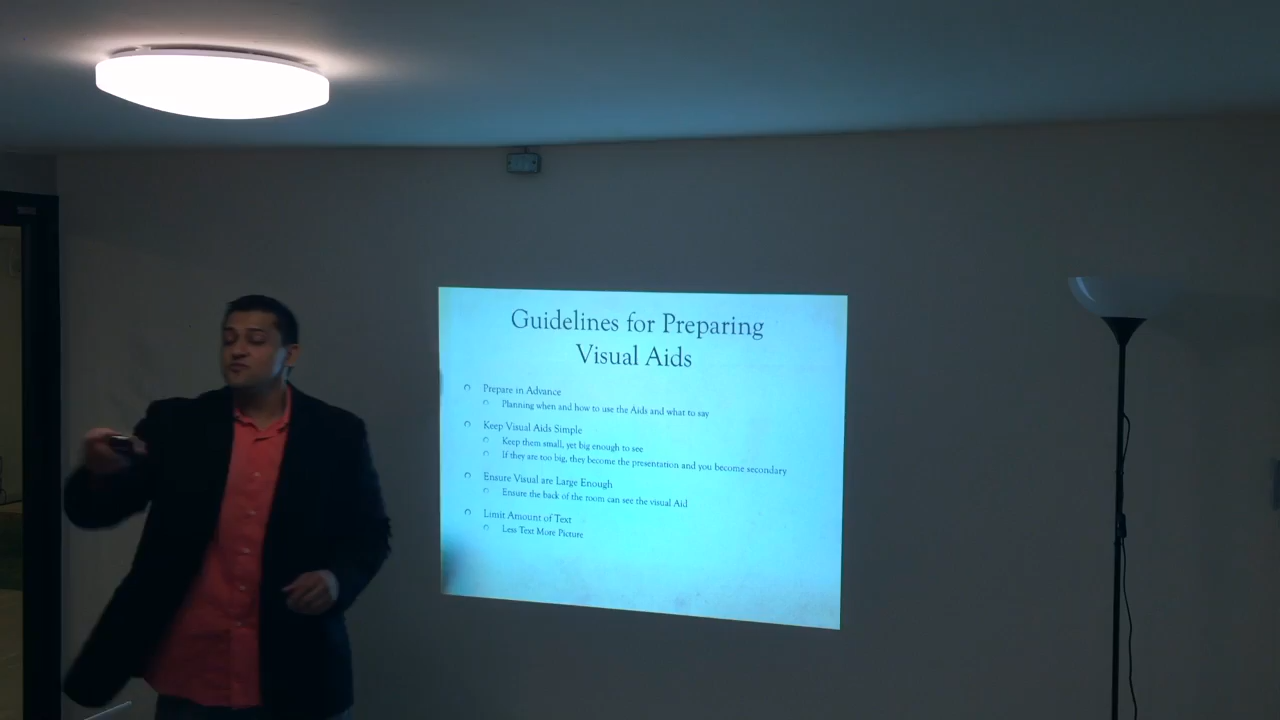 Guidelines for Preparing
Visual Aids
Prepare in Advance
Planning when and how to use the Aids and what to say
Keep Visual Aids Simple
Keep them small, yet big enough to see
If they are too big, they become the presentation and you become secondary
Ensure Visual are Large Enough
Ensure the back of the room can see the visual Aid
Limit Amount of Text
Less Text More Picture